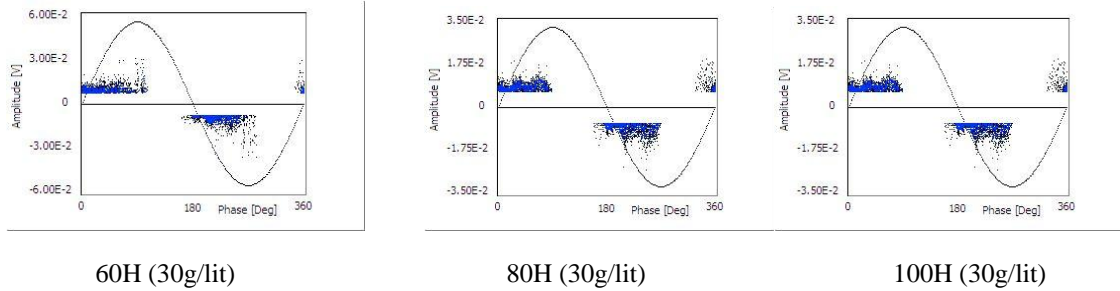 6.00E-2
3.00E-2
0
-3.00E-2
-6.00E-2
Amplitude [V]
0
180
Phase [Deg]
360
3.50E-2
1.75E-2
0
-1.75E-2
-3.50E-2
Amplitude [V]
0
180
Phase [Deg]
360
3.50E-2
1.75E-2
0
-1.75E-2
-3.50E-2
Amplitude [V]
0
180
Phase [Deg]
360
60H (30g/lit)
80H (30g/lit)
100H (30g/lit)